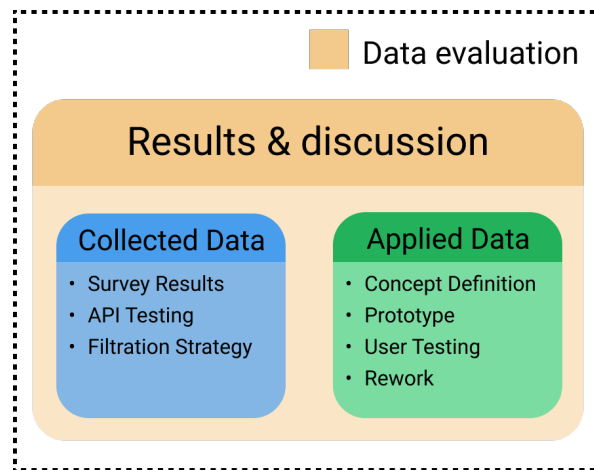 Data evaluation
Results & discussion
Collected Data
• Survey Results
• API Testing
• Filtration Strategy
Applied Data
• Concept Definition
• Prototype
• User Testing
• Rework